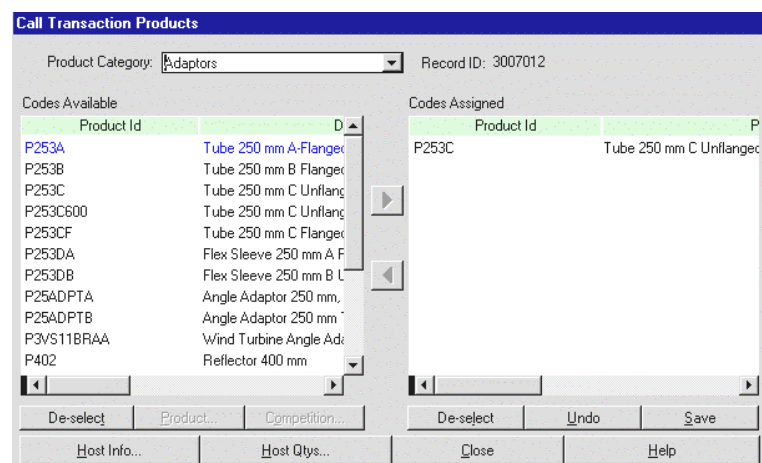 Call Transaction Products
Product Category: Adaptors Record ID: 3007012
Codes Available Codes Assigned
Product Id D Product Id P
P253A Tube 250 mm A-Flanged P253C Tube 250 mm C Unflanged
P253B Tube 250 mm B Flanged
P253C Tube 250 mm C Unflang
P253C600 Tube 250 mm C Unflang
P253CF Tube 250 mm C Flanged
P253DA Flex Sleeve 250 mm A F
P253DB Flex Sleeve 250 mm B U
P25ADPTA Angle Adaptor 250 mm,
P25ADPTB Angle Adaptor 250 mm
P3VS11BRAA Wind Turbine Angle Ada
P402 Reflector 400 mm
De-select Product... Competition... De-select Undo Save
Host Info... Host Qtys... Close Help